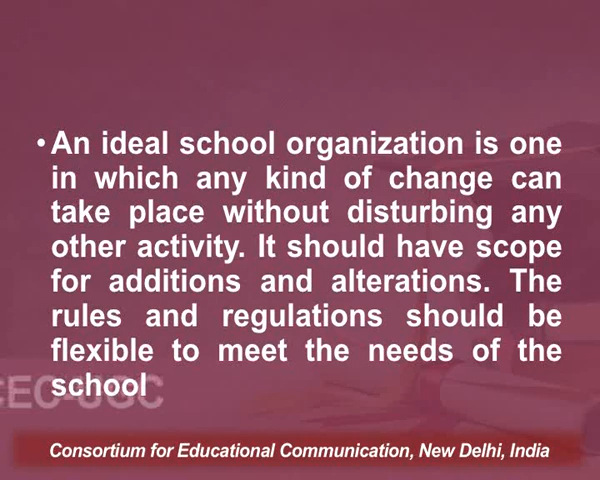 • An ideal school organization is one
in which any kind of change can
take place without disturbing any
other activity. It should have scope
for additions and alterations. The
rules and regulations should be
flexible to meet the needs of the
school
CEC-UGC
Consortium for Educational Communication, New Delhi, India